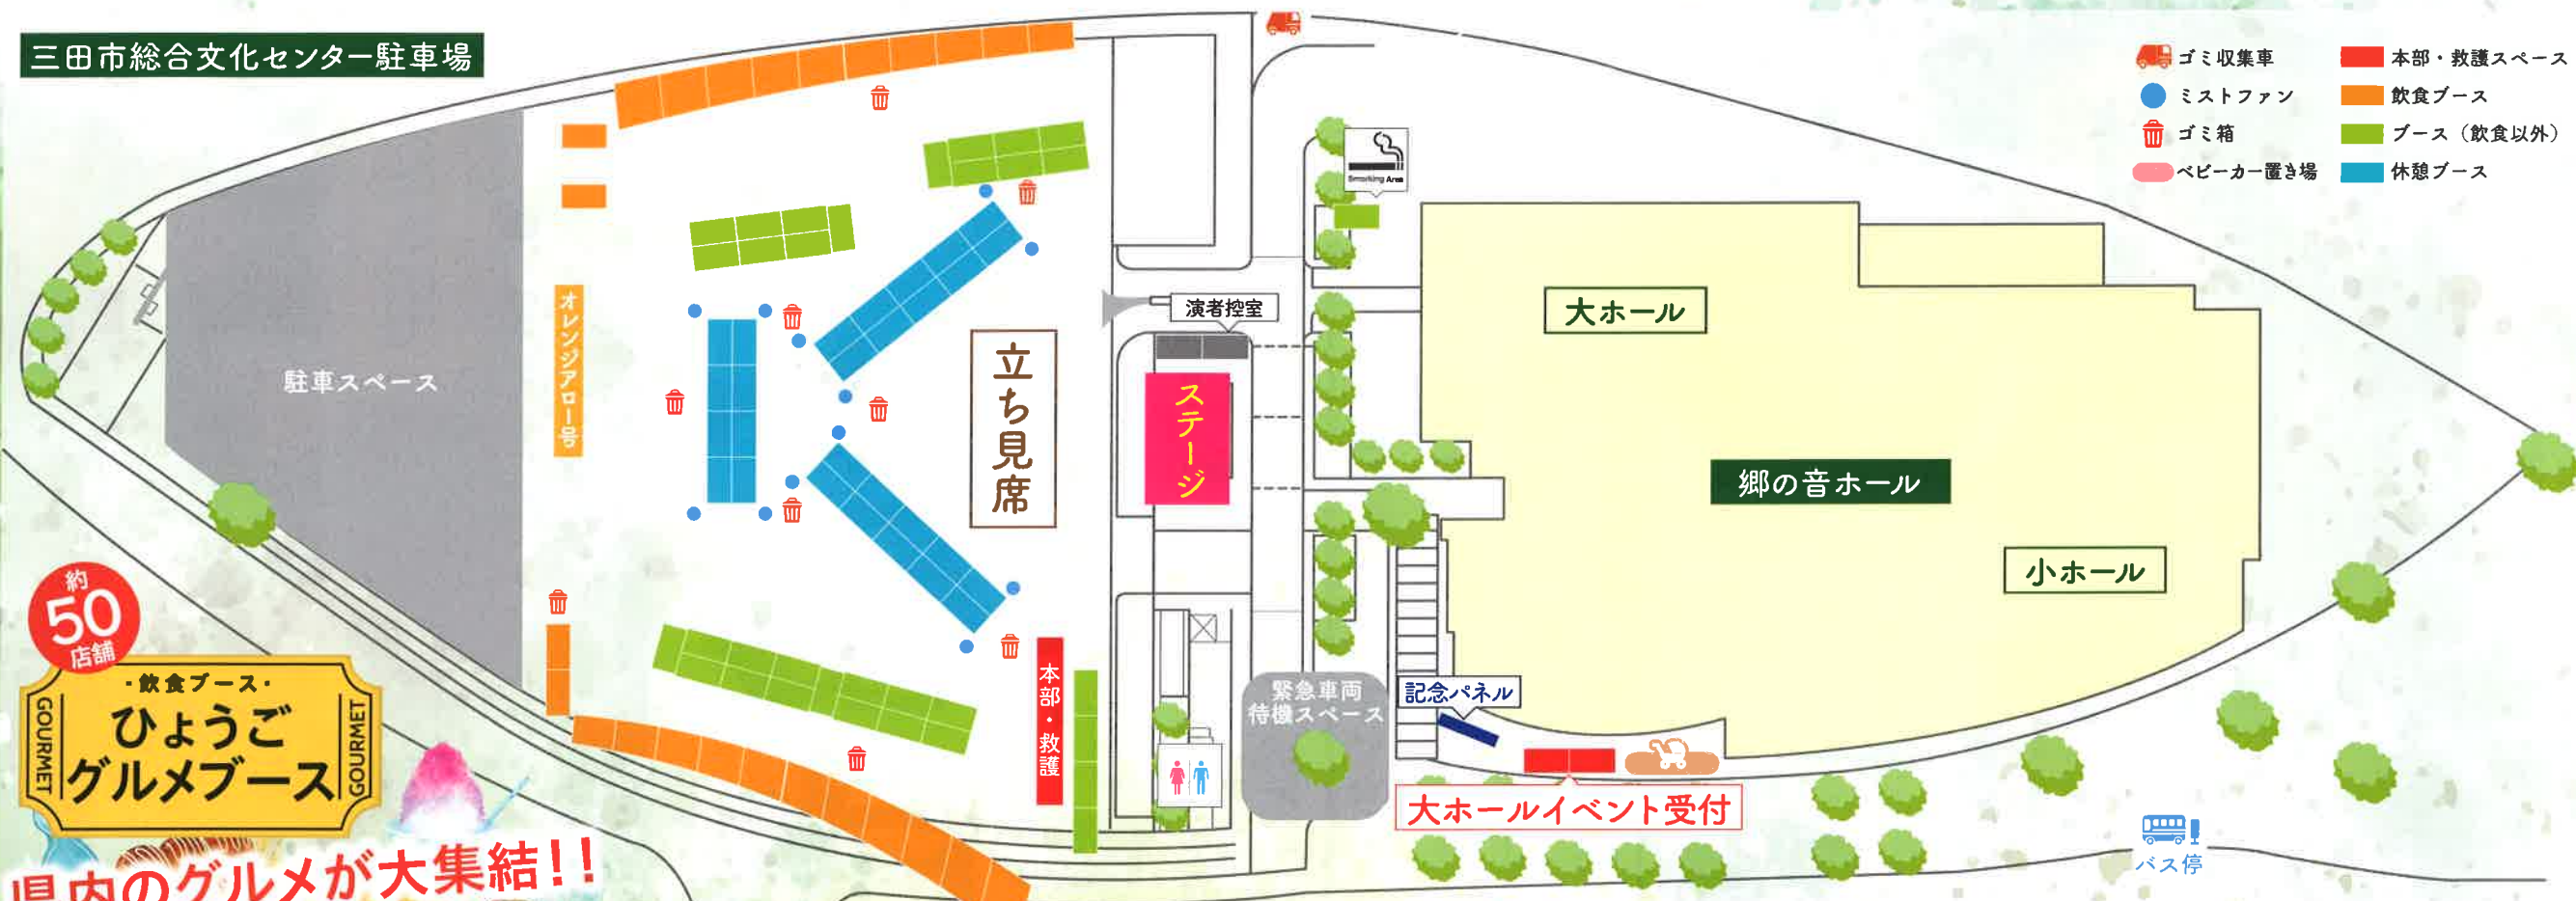 三田市総合文化センター駐車場
ゴミ収集車
ミストファン
ゴミ箱
ベビーカー置き場
本部・救護スペース
飲食ブース
ブース（飲食以外）
休憩ブース
Smorking Area
駐車スペース
オレンジアロー号
立ち見席
演者控室
ステージ
大ホール
郷の音ホール
小ホール
本部・救護
緊急車両
待機スペース
記念パネル
大ホールイベント受付
バス停
約
50
店舗
・飲食ブース・
GOURMET
ひょうご
グルメブース
GOURMET
県内のグルメが大集結!!